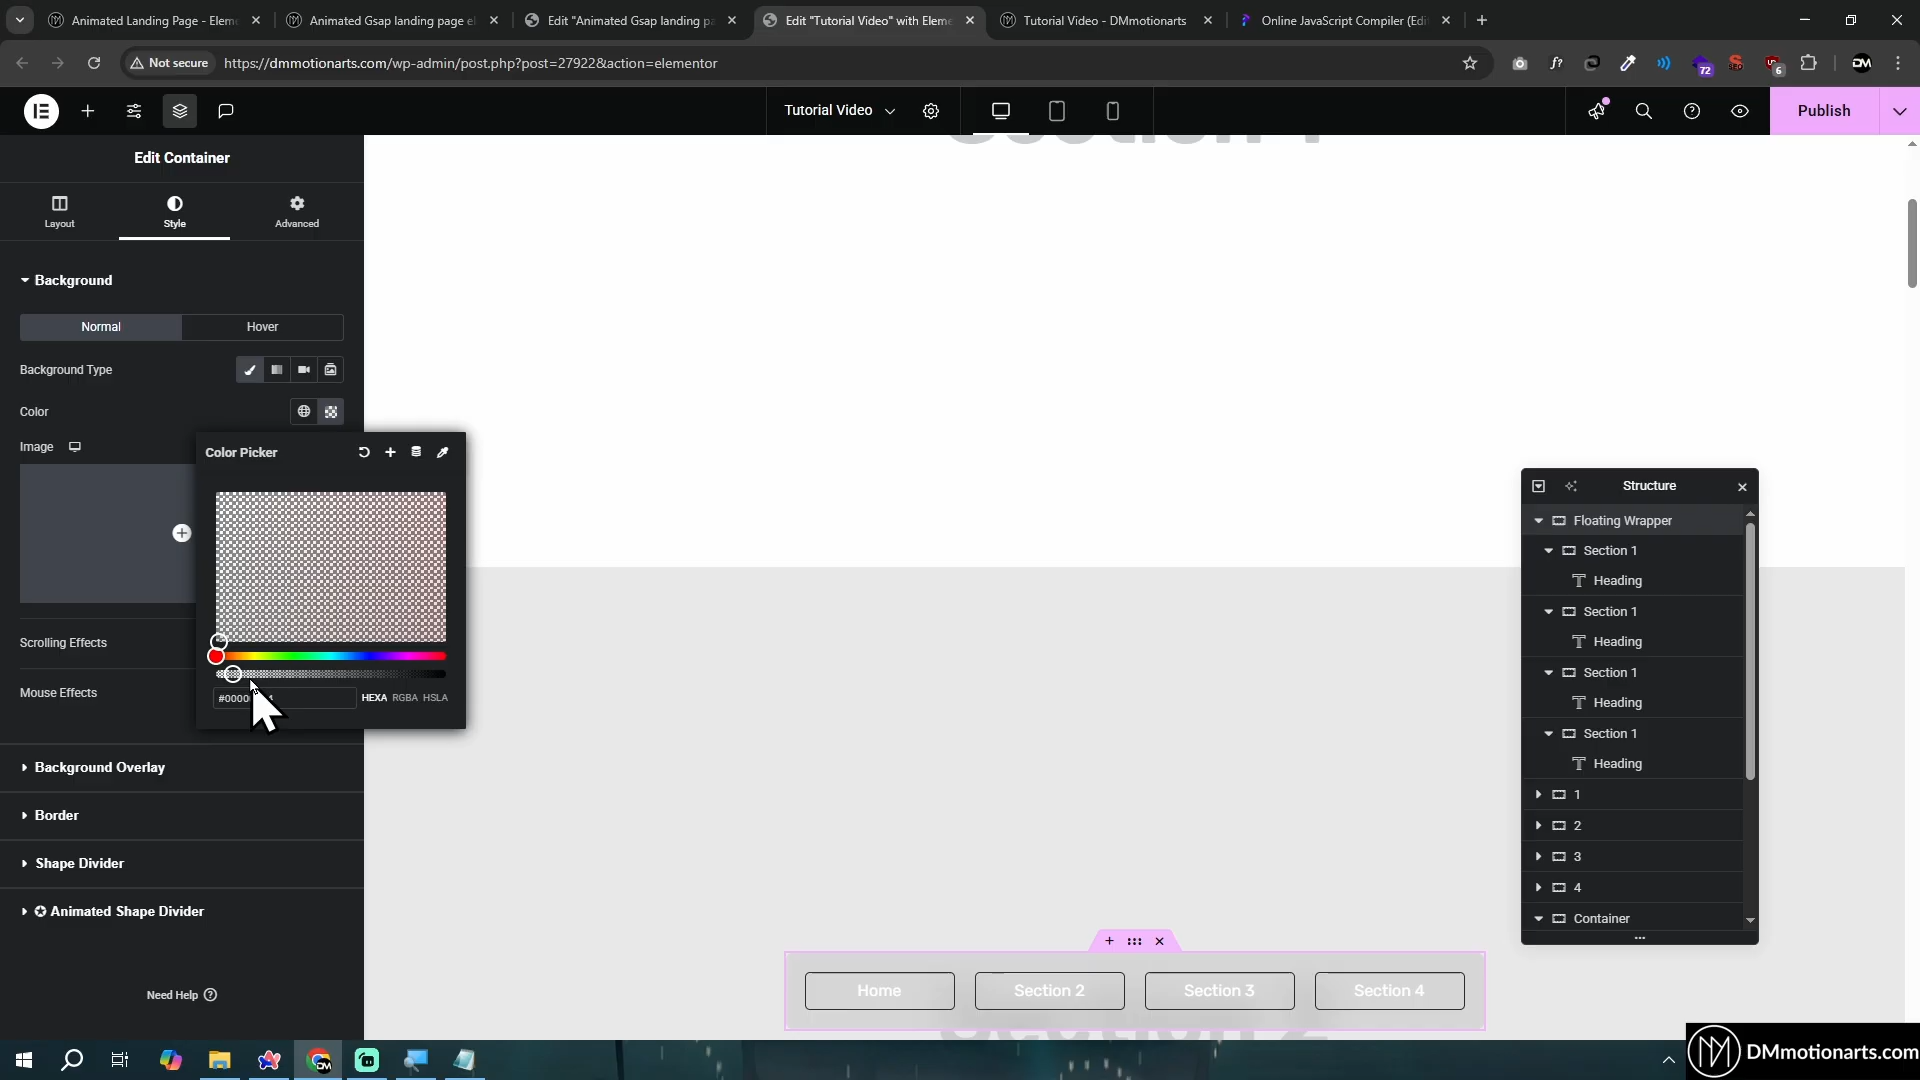 Animated Landing Page - Elem
Animated Gsap landing page el
Edit "Animated Gsap landing pa
Edit "Tutorial Video" with Eleme
Tutorial Video - DMmotionarts
Online JavaScript Compiler (Edi
Not secure
https://dmmotionarts.com/wp-admin/post.php?post=27922&action=elementor
72
6
Tutorial Video
Publish
Edit Container
Layout
Style
Advanced
Background
Normal
Hover
Background Type
Color
Image
Color Picker
HEXA RGBA HSLA
Scrolling Effects
Mouse Effects
Background Overlay
Border
Shape Divider
Animated Shape Divider
Need Help
Structure
Floating Wrapper
Section 1
Heading
Section 1
Heading
Section 1
Heading
Section 1
Heading
1
2
3
4
Container
Home
Section 2
Section 3
Section 4
DMmotionarts.com